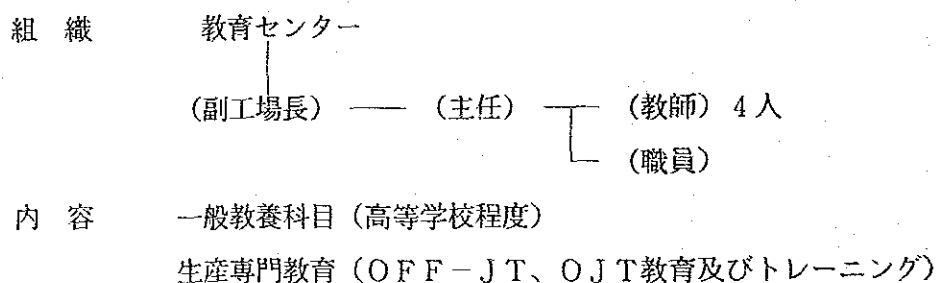 組　織　　教育センター
(副工場長) ── (主任) ┬─ (教師) 4人
└─ (職員)
内　容　　一般教養科目（高等学校程度）
生産専門教育（ＯＦＦ－ＪＴ、ＯＪＴ教育及びトレーニング）